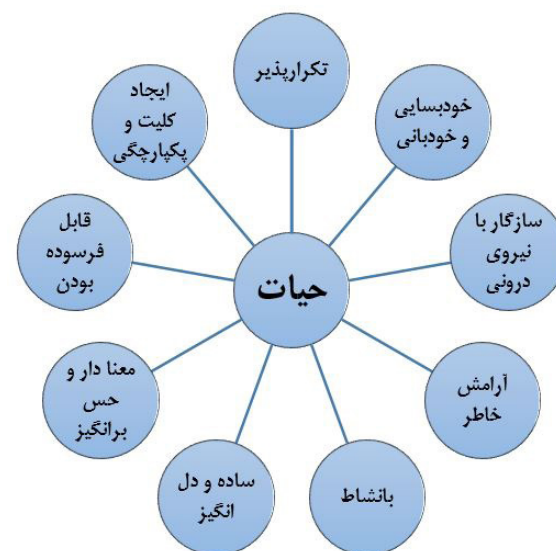 تکرارپذیر
خودبسایی
و خودبانی
سازگار با
نیروی
درونی
آرامش
خاطر
بانشاط
ساده و دل
انگیز
معنا دار و
حس
برانگیز
قابل
فرسوده
بودن
ایجاد
کلیت و
پکپارچگی
حیات